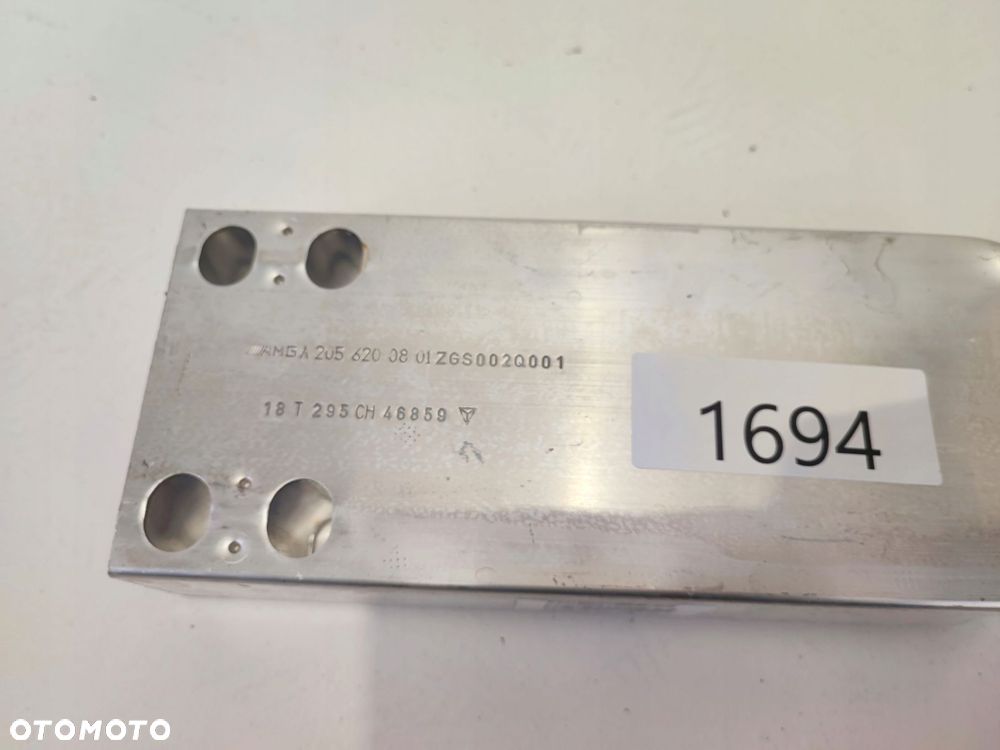 AMG A 205 620 08 01 ZGS002Q001
18 T 295 CH 46859
1694
OTOMOTO